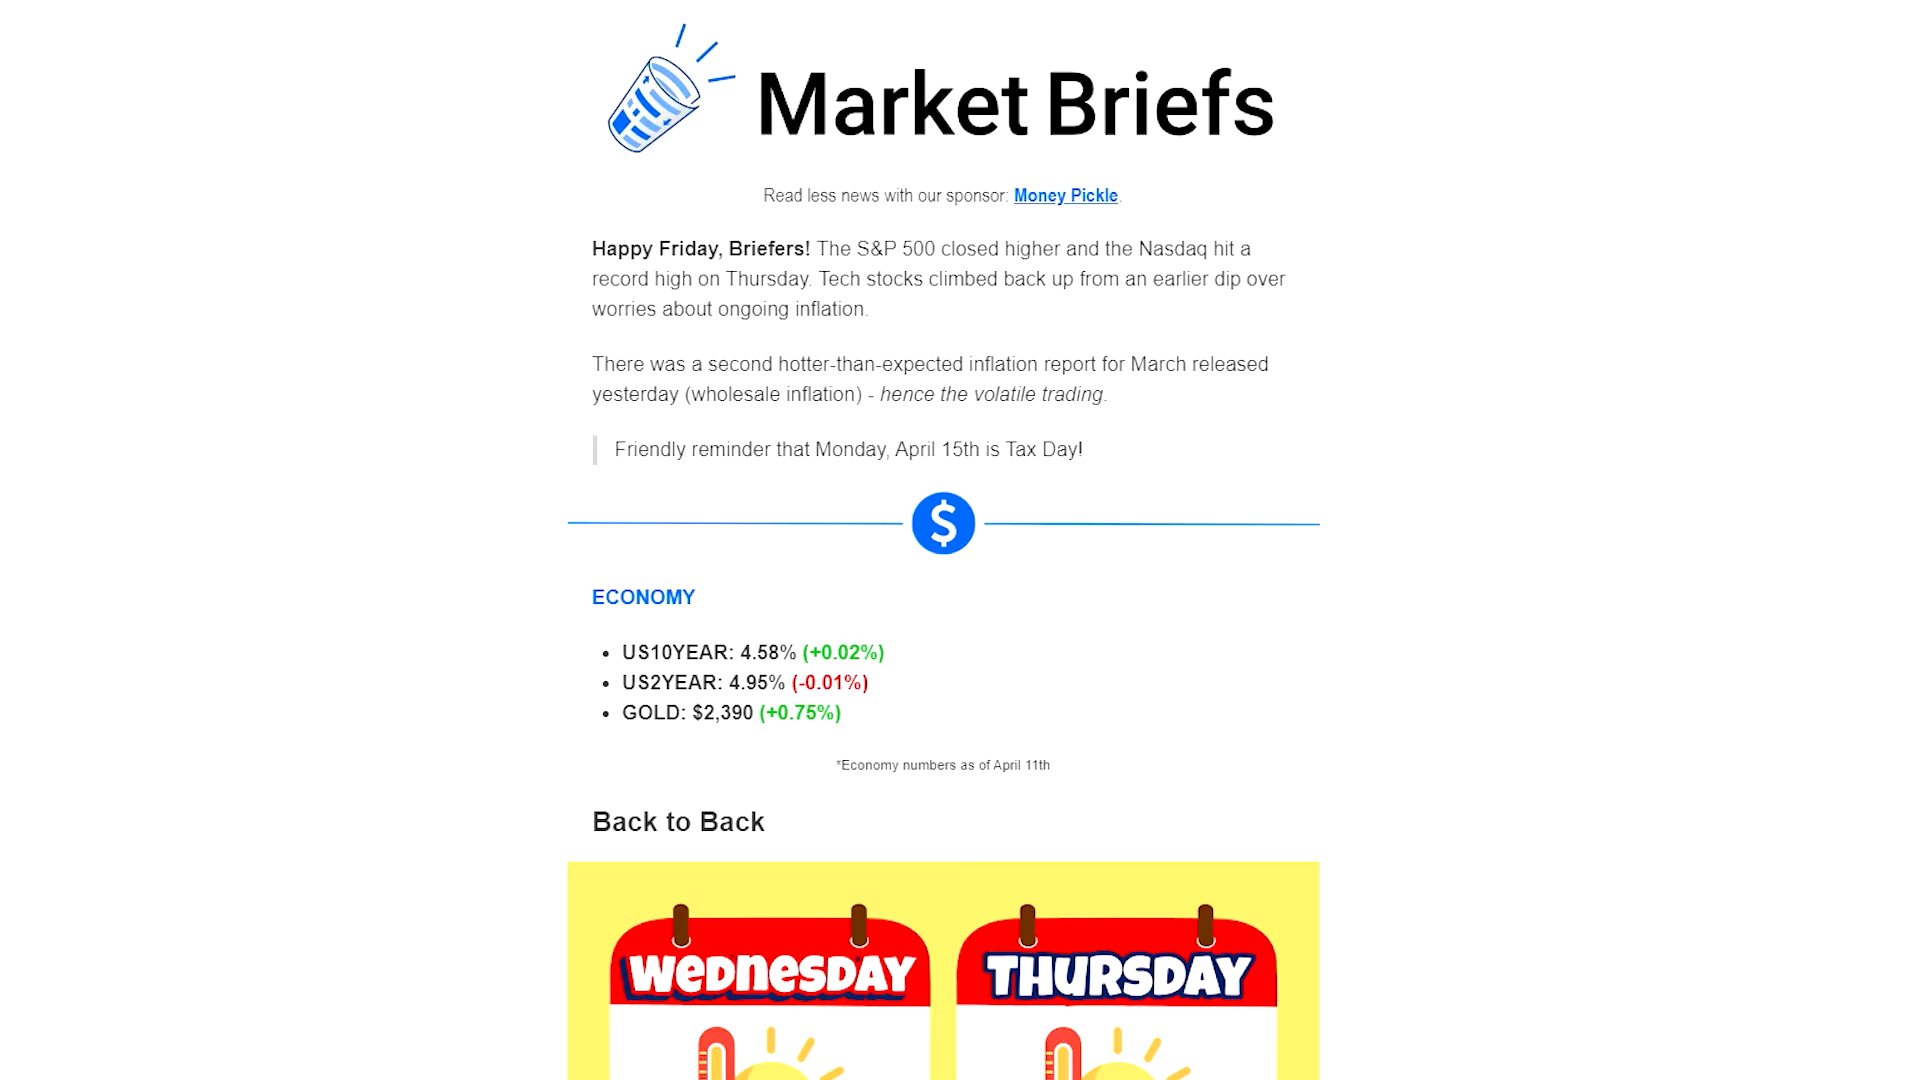 Market Briefs
Read less news with our sponsor: Money Pickle.
Happy Friday, Briefers! The S&P 500 closed higher and the Nasdaq hit a
record high on Thursday. Tech stocks climbed back up from an earlier dip over
worries about ongoing inflation.
There was a second hotter-than-expected inflation report for March released
yesterday (wholesale inflation) - hence the volatile trading.
Friendly reminder that Monday, April 15th is Tax Day!
$
ECONOMY
• US10YEAR: 4.58% (+0.02%)
• US2YEAR: 4.95% (-0.01%)
• GOLD: $2,390 (+0.75%)
*Economy numbers as of April 11th
Back to Back
WEDNESDAY THURSDAY